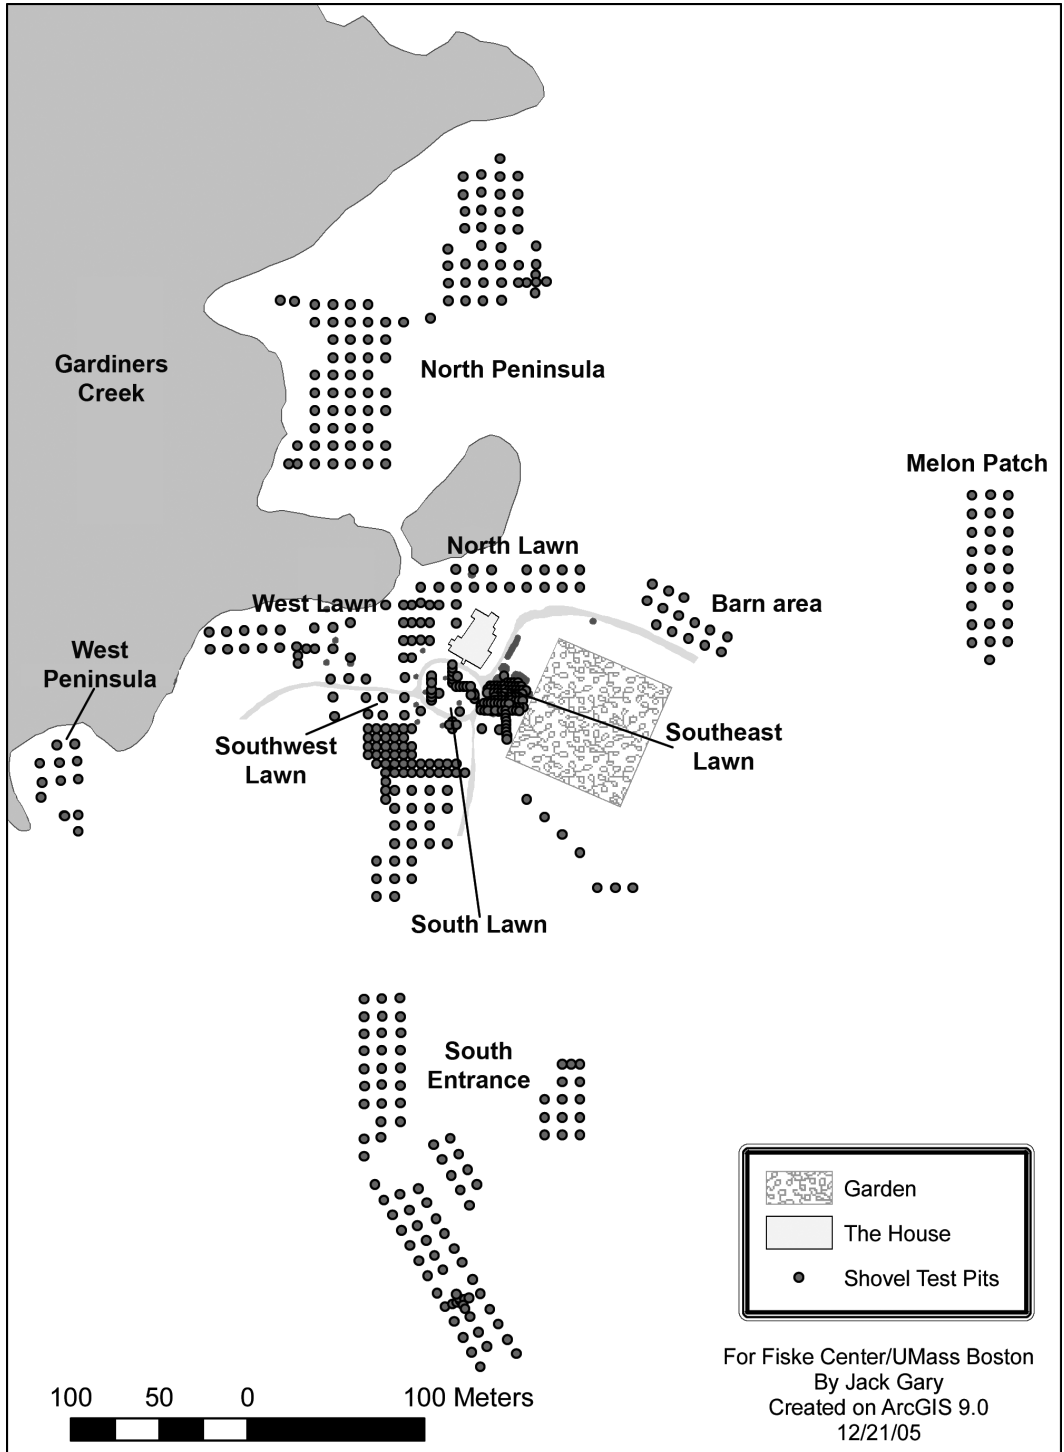 Gardiners
Creek
North Peninsula
Melon Patch
North Lawn
West Lawn
Barn area
West
Peninsula
Southwest
Lawn
Southeast
Lawn
South Lawn
South
Entrance
Garden
The House
Shovel Test Pits
For Fiske Center/UMass Boston
By Jack Gary
Created on ArcGIS 9.0
12/21/05
100 50 0 100 Meters